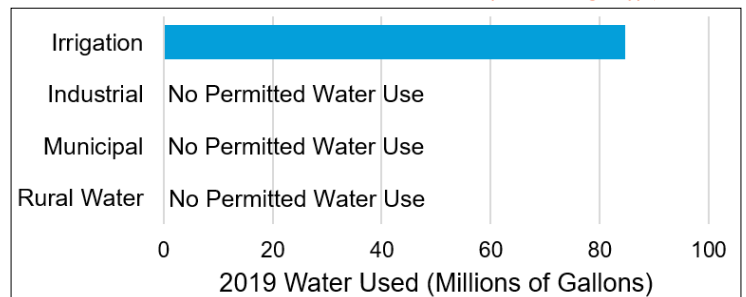 Irrigation
Industrial No Permitted Water Use
Municipal No Permitted Water Use
Rural Water No Permitted Water Use
0 20 40 60 80 100
2019 Water Used (Millions of Gallons)